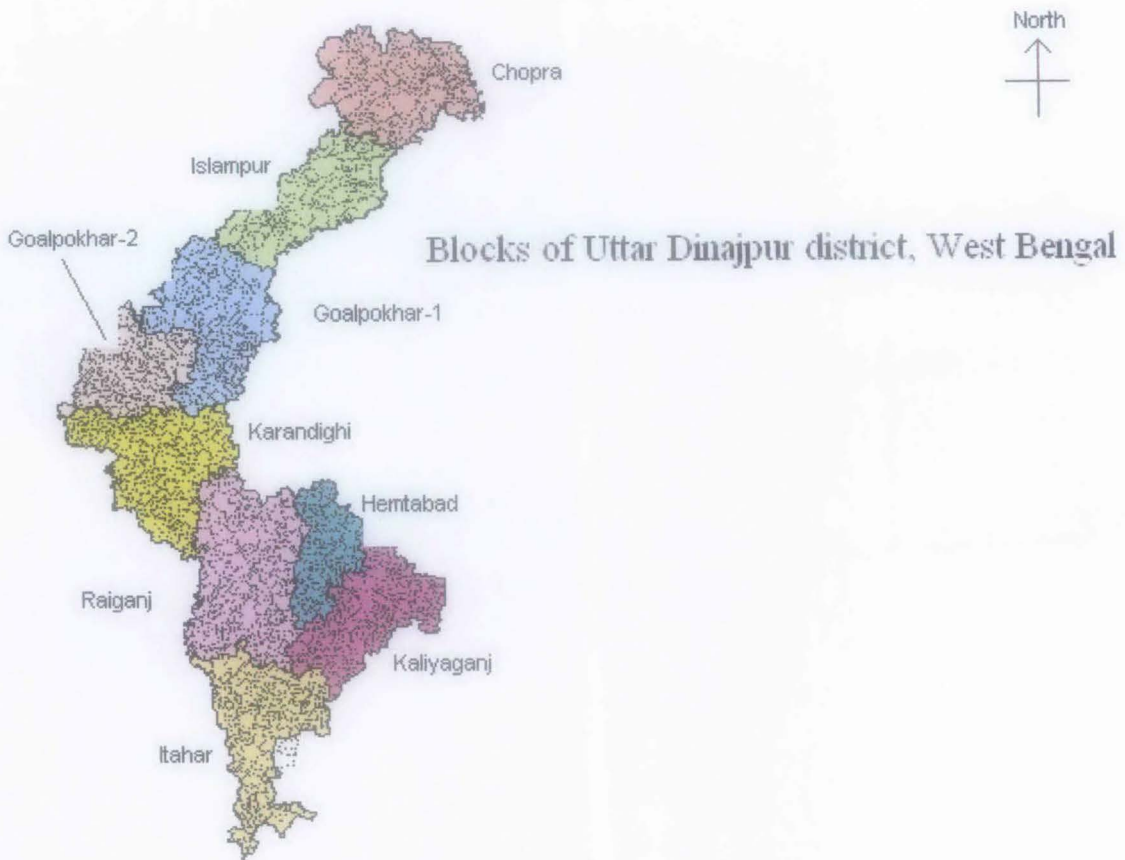 North
Chopra
Islampur
Goalpokhar-2
Blocks of Uttar Dinajpur district, West Bengal
Goalpokhar-1
Karandighi
Hemtabad
Raiganj
Kaliyaganj
Itahar